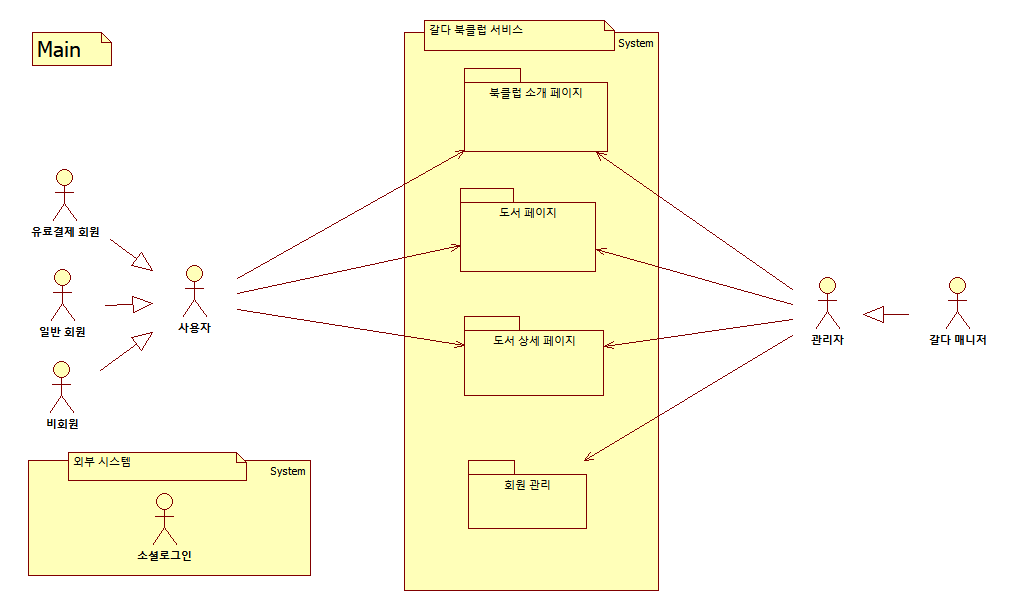 Main
갈다 북클럽 서비스
System
북클럽 소개 페이지
도서 페이지
도서 상세 페이지
회원 관리
유료결제 회원
일반 회원
비회원
사용자
관리자
갈다 매니저
외부 시스템
System
소셜로그인